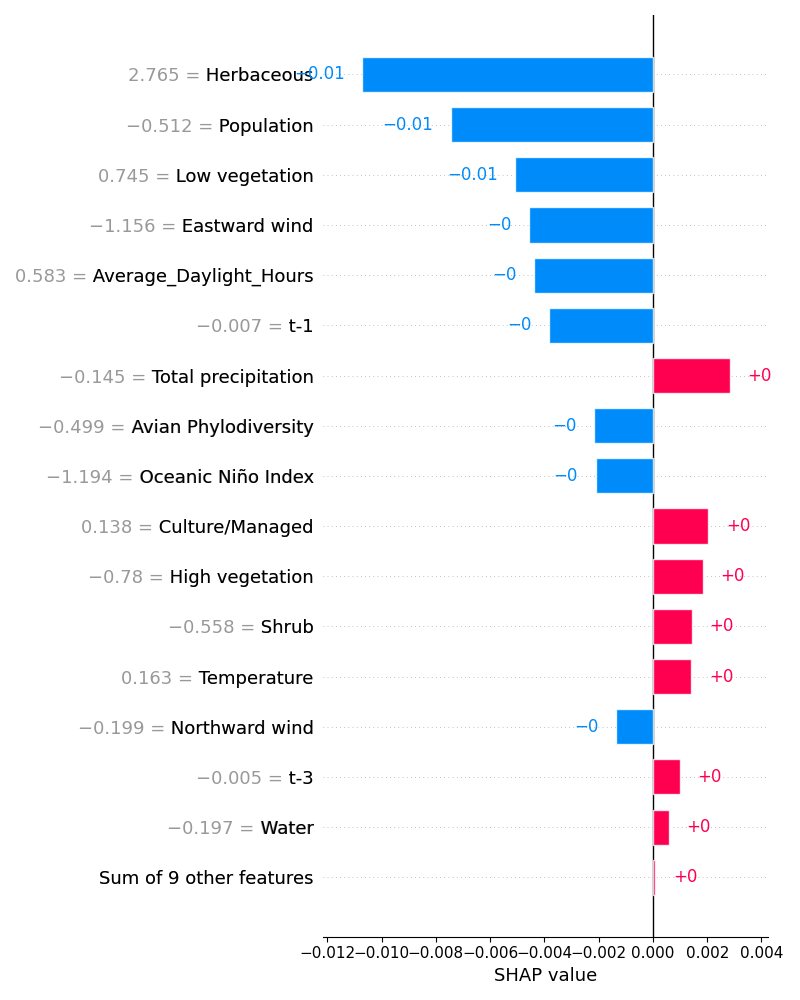 2.765 = Herbaceous −0.01
−0.512 = Population −0.01
0.745 = Low vegetation −0.01
−1.156 = Eastward wind −0
0.583 = Average_Daylight_Hours −0
−0.007 = t-1 −0
−0.145 = Total precipitation +0
−0.499 = Avian Phylodiversity −0
−1.194 = Oceanic Niño Index −0
0.138 = Culture/Managed +0
−0.78 = High vegetation +0
−0.558 = Shrub +0
0.163 = Temperature +0
−0.199 = Northward wind −0
−0.005 = t-3 +0
−0.197 = Water +0
Sum of 9 other features +0
−0.012 −0.010 −0.008 −0.006 −0.004 −0.002 0.000 0.002 0.004
SHAP value